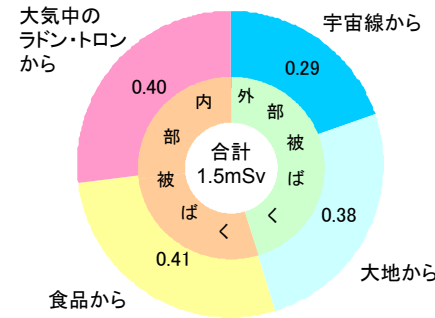 大気中の
ラドン・トロン
から
宇宙線から
0.40
0.29
内部被ばく
外部被ばく
合計
1.5mSv
0.38
0.41
大地から
食品から